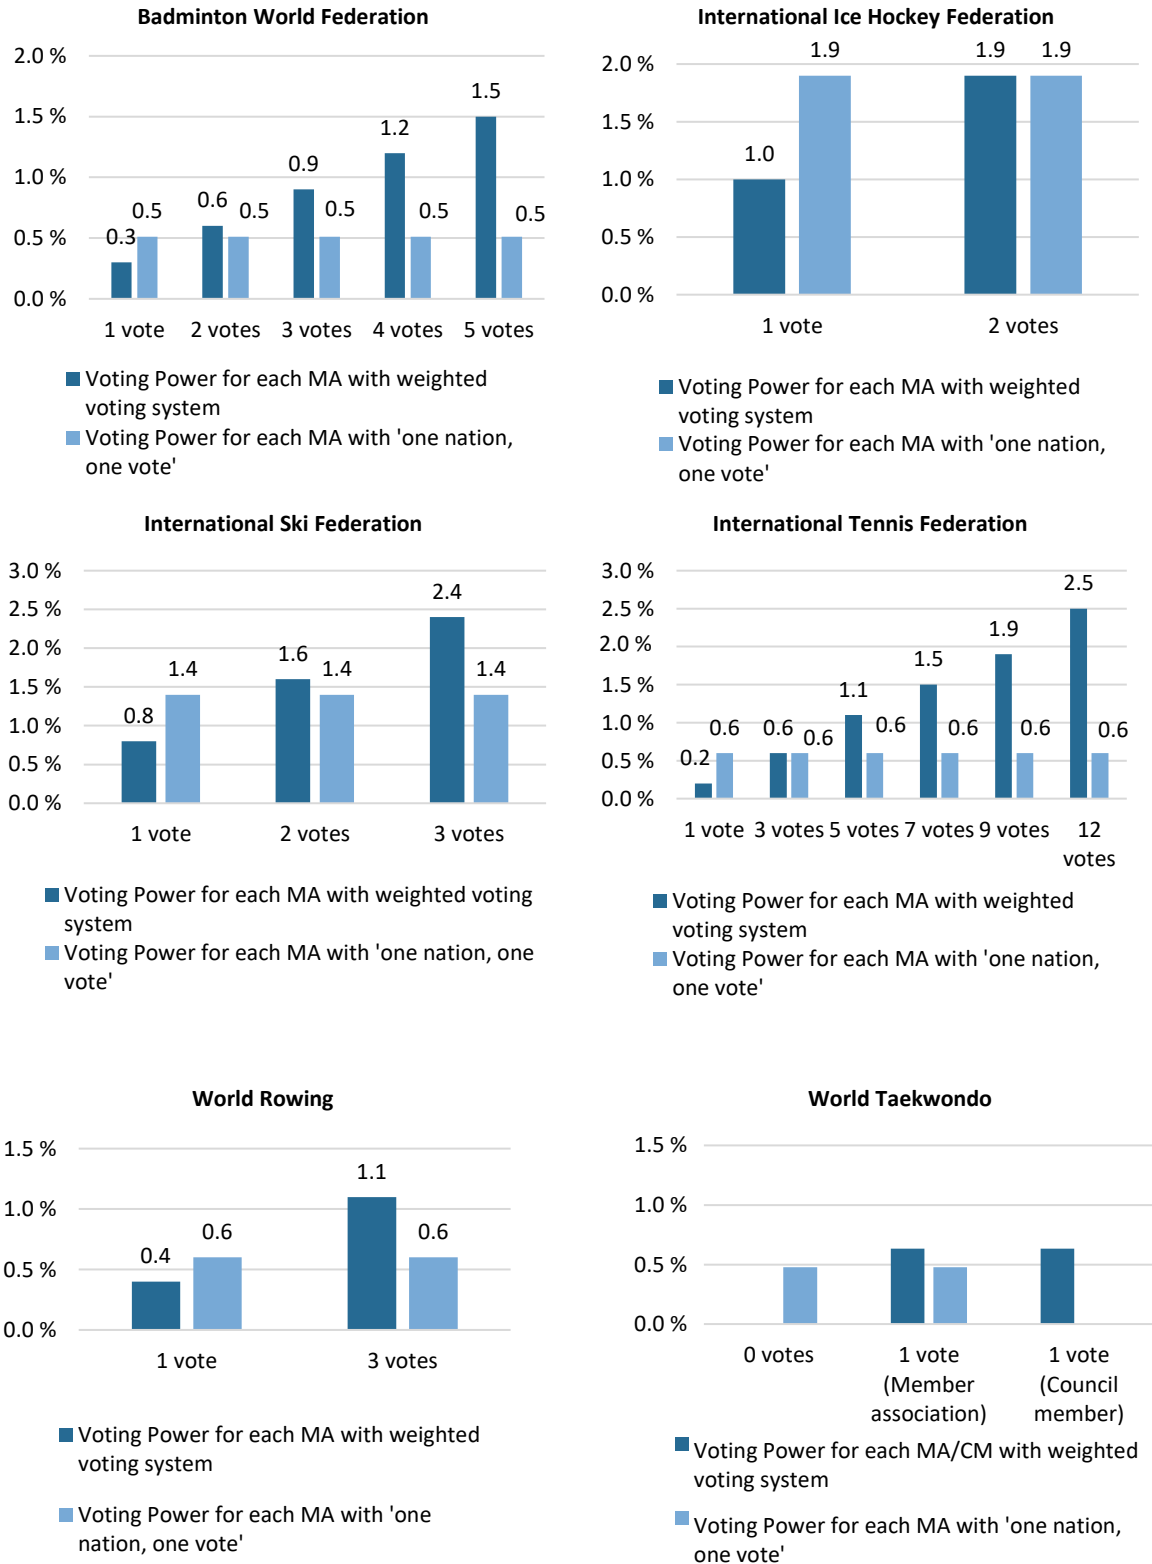 Badminton World Federation
2.0 %
1.5 %
1.0 %
0.5 %
0.0 %
0.3
0.5
0.6
0.5
0.9
0.5
1.2
0.5
1.5
0.5
1 vote
2 votes
3 votes
4 votes
5 votes
Voting Power for each MA with weighted
voting system
Voting Power for each MA with 'one nation,
one vote'
International Ice Hockey Federation
2.0 %
1.5 %
1.0 %
0.5 %
0.0 %
1.0
1.9
1.9
1.9
1 vote
2 votes
Voting Power for each MA with weighted
voting system
Voting Power for each MA with 'one nation,
one vote'
International Ski Federation
3.0 %
2.5 %
2.0 %
1.5 %
1.0 %
0.5 %
0.0 %
0.8
1.4
1.6
1.4
2.4
1.4
1 vote
2 votes
3 votes
Voting Power for each MA with weighted voting
system
Voting Power for each MA with 'one nation, one
vote'
International Tennis Federation
3.0 %
2.5 %
2.0 %
1.5 %
1.0 %
0.5 %
0.0 %
0.2
0.6
0.6
0.6
1.1
0.6
1.5
0.6
1.9
0.6
2.5
0.6
1 vote
3 votes
5 votes
7 votes
9 votes
12
votes
Voting Power for each MA with weighted
voting system
Voting Power for each MA with 'one nation,
one vote'
World Rowing
1.5 %
1.0 %
0.5 %
0.0 %
0.4
0.6
1.1
0.6
1 vote
3 votes
Voting Power for each MA with weighted
voting system
Voting Power for each MA with 'one
nation, one vote'
World Taekwondo
1.5 %
1.0 %
0.5 %
0.0 %
0 votes
1 vote
(Member
association)
1 vote
(Council
member)
Voting Power for each MA/CM with weighted
voting system
Voting Power for each MA with 'one nation,
one vote'